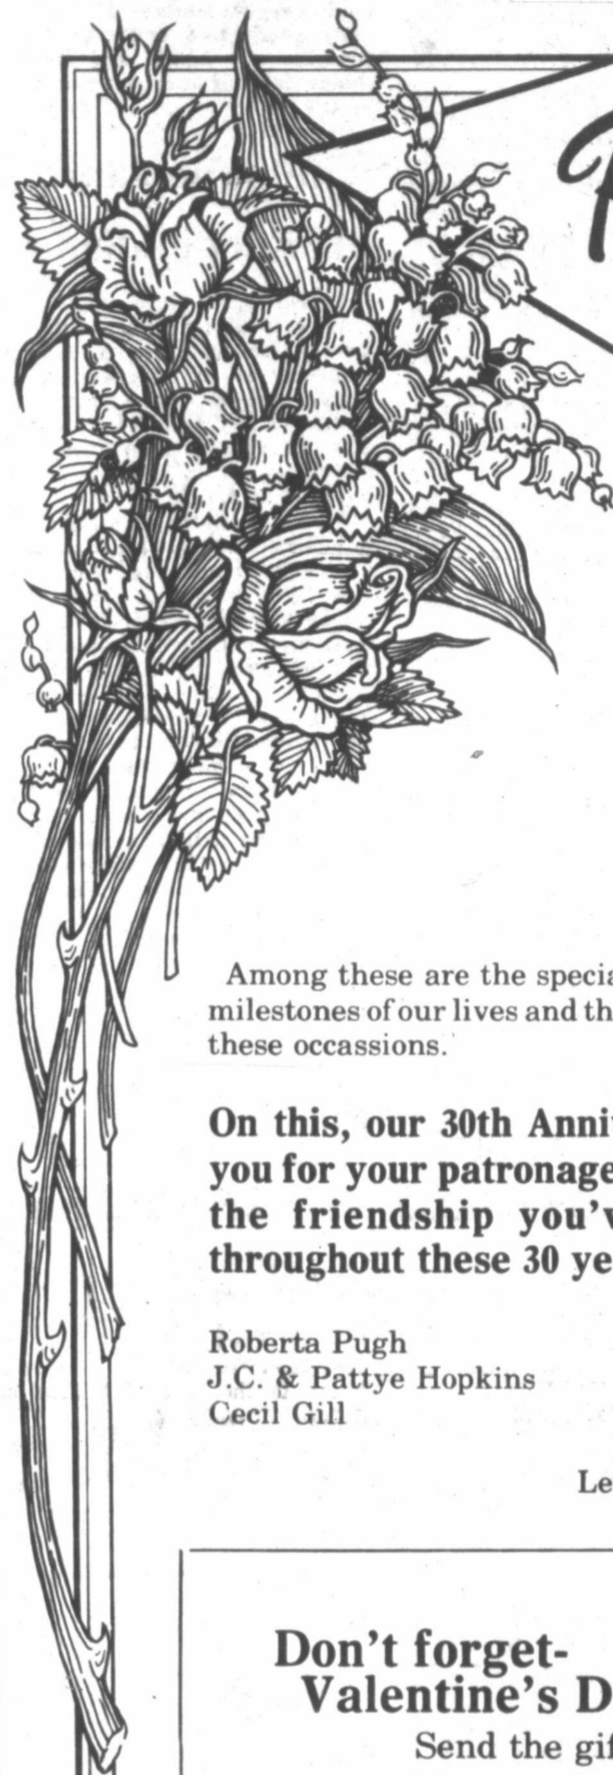 Among these are the specia
milestones of our lives and th
these occassions.
On this, our 30th Anni
you for your patronage
the friendship you'v
throughout these 30 ye
Roberta Pugh
J.C. & Pattye Hopkins
Cecil Gill
Le
Don't forget-
Valentine's D
Send the gif